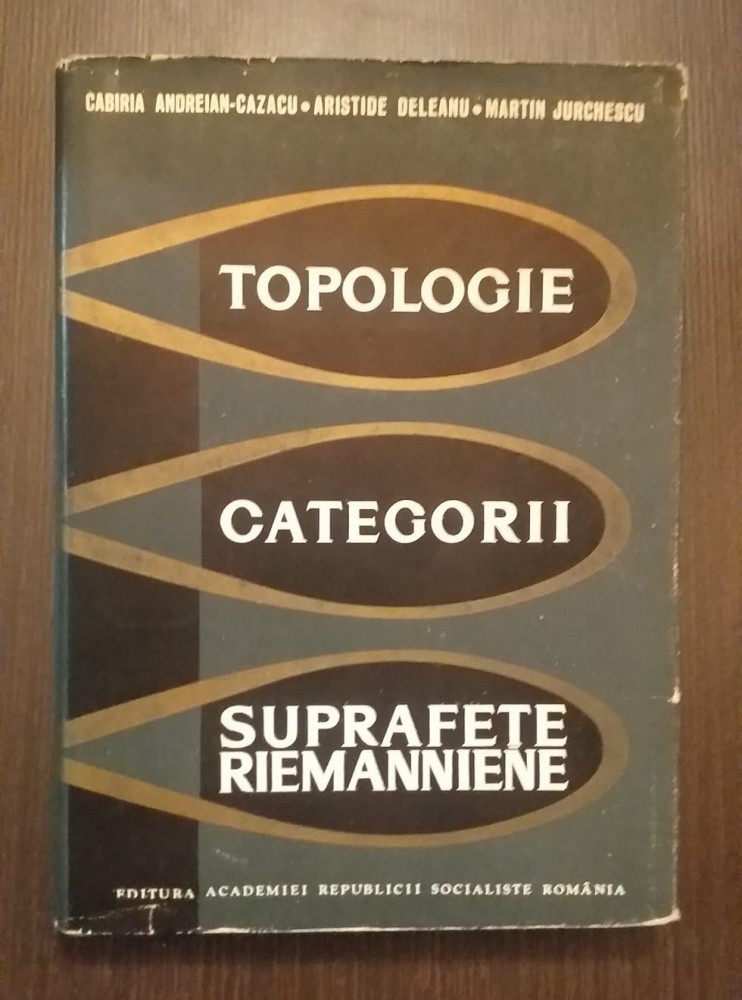 CABIRIA ANDREIAN-CAZACU • ARISTIDE DELEANU • MARTIN JURCHESCU
TOPOLOGIE
CATEGORII
SUPRAFEȚE
RIEMANNIENE
EDITURA ACADEMIEI REPUBLICII SOCIALISTE ROMÂNIA